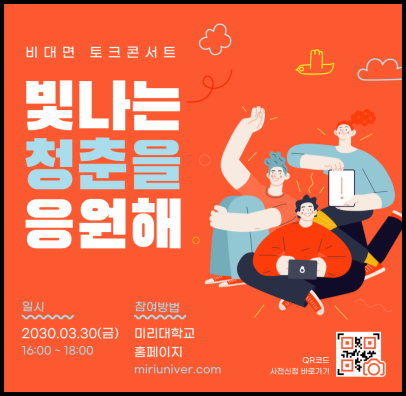 비대면 토크콘서트
빛나는
청춘을
응원해
일시
2030.03.30(금)
16:00 ~ 18:00
참여방법
미리대학교
홈페이지
miriuniver.com
QR코드
사전신청 바로가기